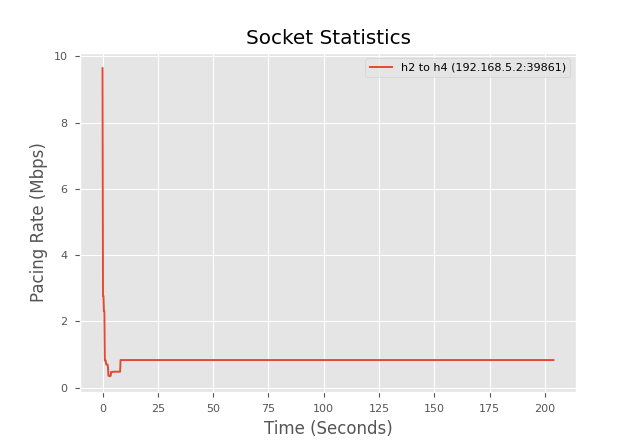 Socket Statistics
h2 to h4 (192.168.5.2:39861)
Pacing Rate (Mbps)
10
8
6
4
2
0
0 25 50 75 100 125 150 175 200
Time (Seconds)